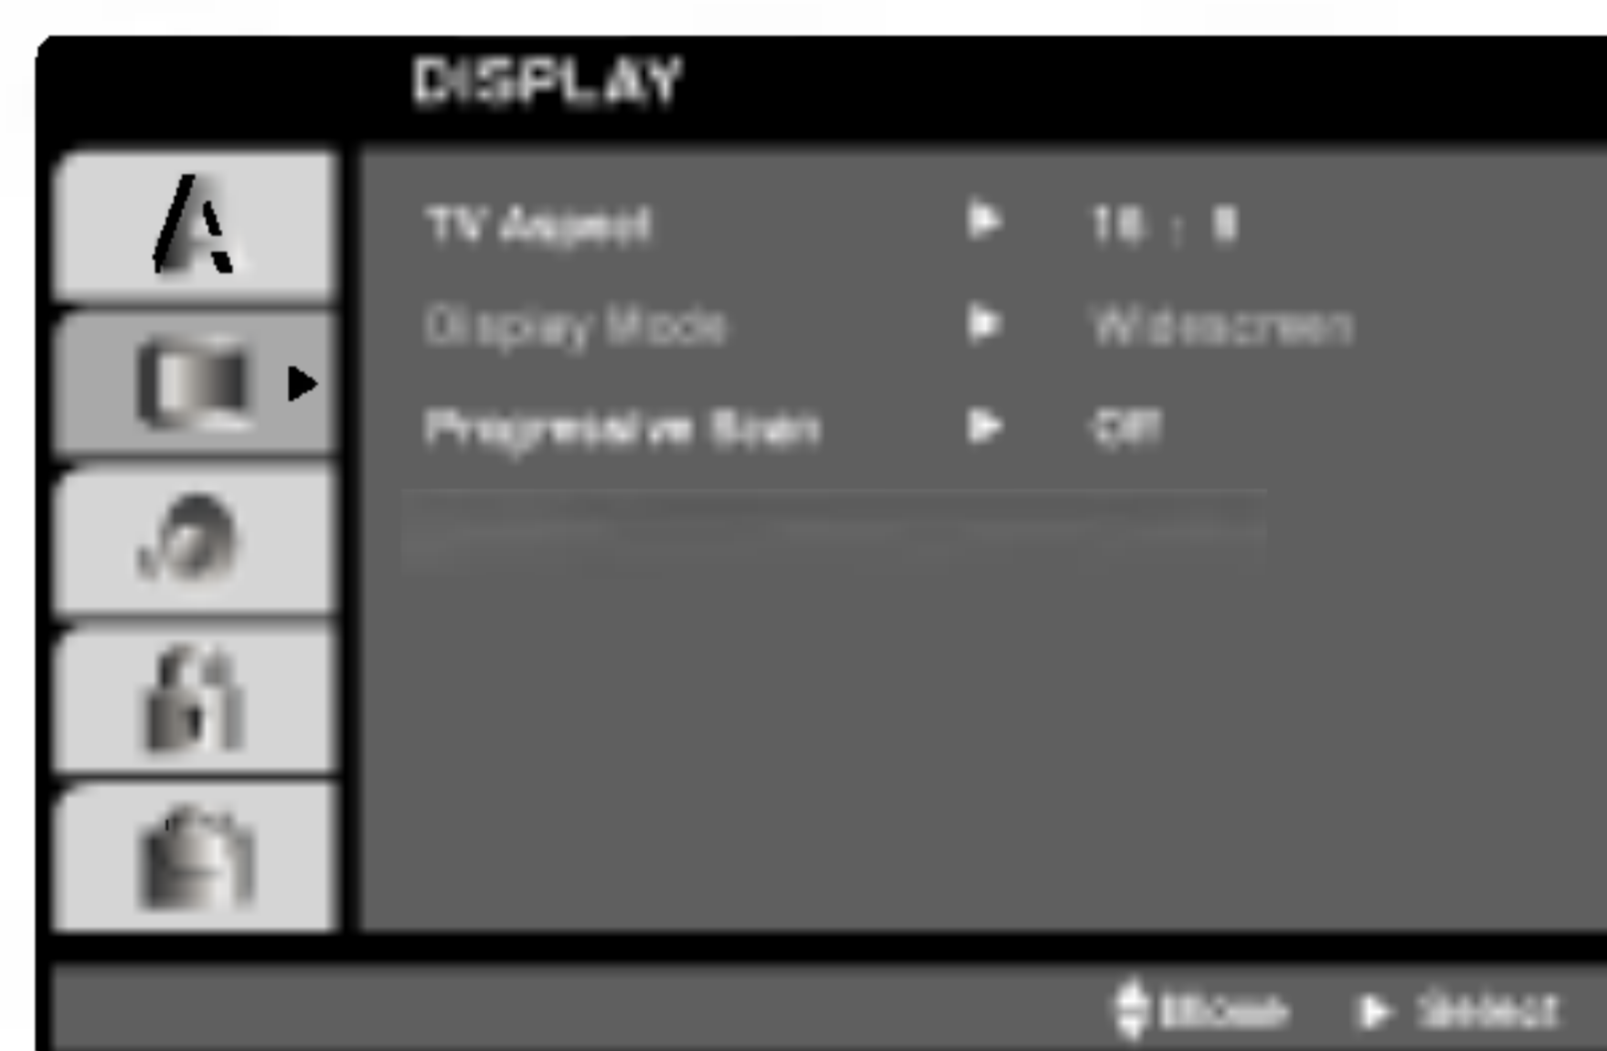 DISPLAY
TV Aspect ▶ 16 : 9
Display Mode ▶ Widescreen
Progressive Scan ▶ Off
Move ▶ Select